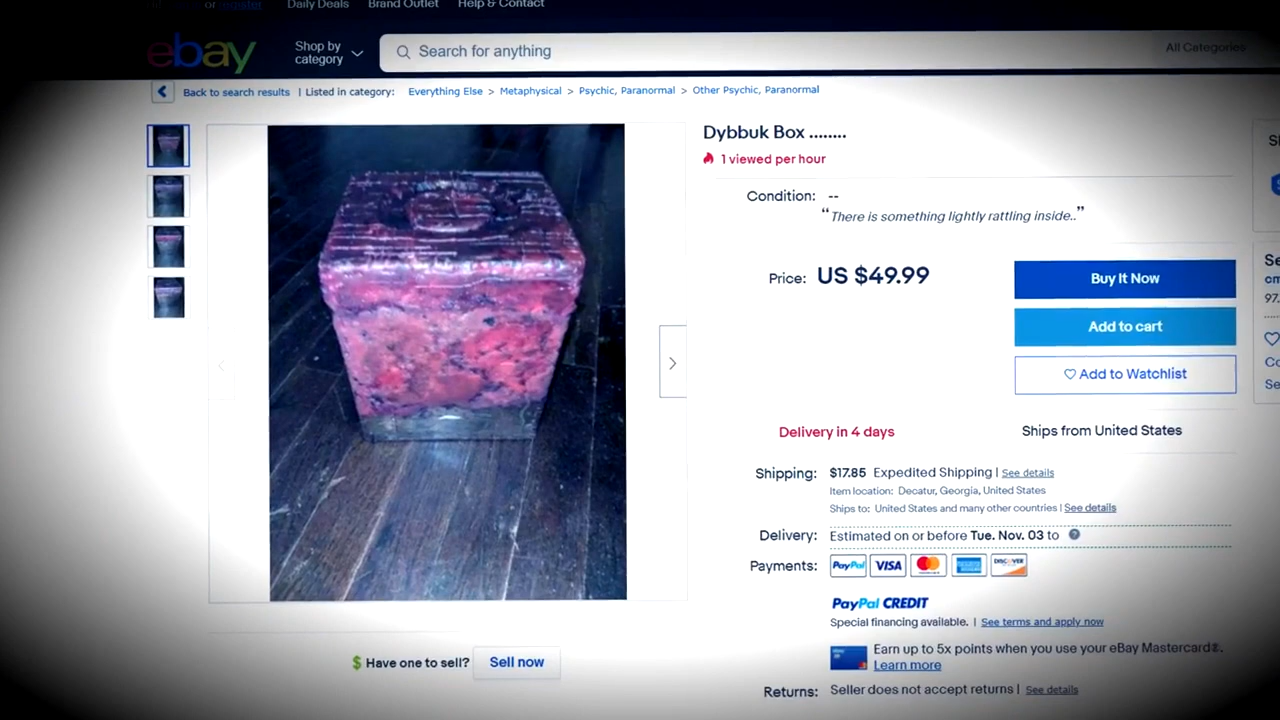 or register
Daily Deals
Brand Outlet
Help & Contact
ebay
Shop by
category
Search for anything
All Categories
Back to search results | Listed in category: Everything Else > Metaphysical > Psychic, Paranormal > Other Psychic, Paranormal
Dybbuk Box ........
1 viewed per hour
Condition: --
“There is something lightly rattling inside..”
Price: US $49.99
Buy It Now
Add to cart
Add to Watchlist
Delivery in 4 days
Ships from United States
Shipping: $17.85 Expedited Shipping | See details
Item location: Decatur, Georgia, United States
Ships to: United States and many other countries | See details
Delivery: Estimated on or before Tue. Nov. 03 to ?
Payments: PayPal VISA DISCOVER
PayPal CREDIT
Special financing available. | See terms and apply now
Earn up to 5x points when you use your eBay Mastercard®.
Learn more
Returns: Seller does not accept returns | See details
$ Have one to sell? Sell now
97.